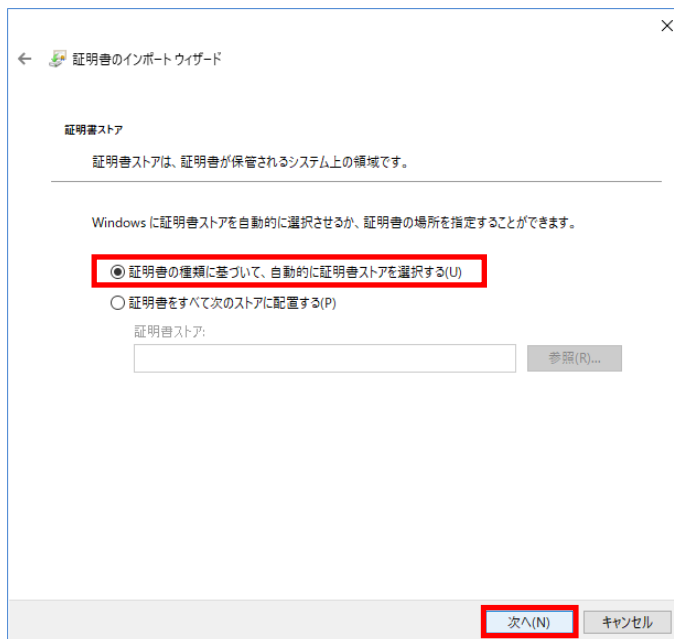 証明書のインポート ウィザード
証明書ストア
証明書ストアは、証明書が保管されるシステム上の領域です。
Windows に証明書ストアを自動的に選択させるか、証明書の場所を指定することができます。
証明書の種類に基づいて、自動的に証明書ストアを選択する(U)
証明書をすべて次のストアに配置する(P)
証明書ストア:
参照(R)...
次へ(N) キャンセル